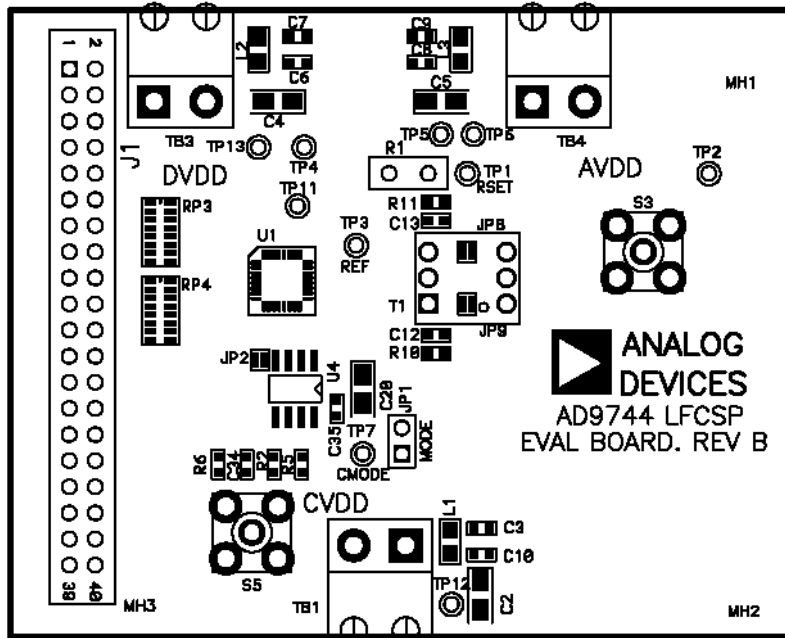 C7
C9
1 2
L2
L3
C6
C8
MH1
C4
C5
TB3
TB4
J1
TP13
TP4
TP5
TP6
R1
TP1
TP2
DVDD
AVDD
RSET
TP11
RP3
R11
S3
TP3
C13
JP8
U1
REF
RP4
T1
C12
JP9
JP2
R10
ANALOG
DEVICES
U4
C20
JP1
AD9744 LFCSP
EVAL BOARD. REV B
C35
TP7
MODE
R6
C34
R2
R5
CMODE
CVDD
L1
C3
C10
S5
TP12
39 40
MH3
TB1
C2
MH2